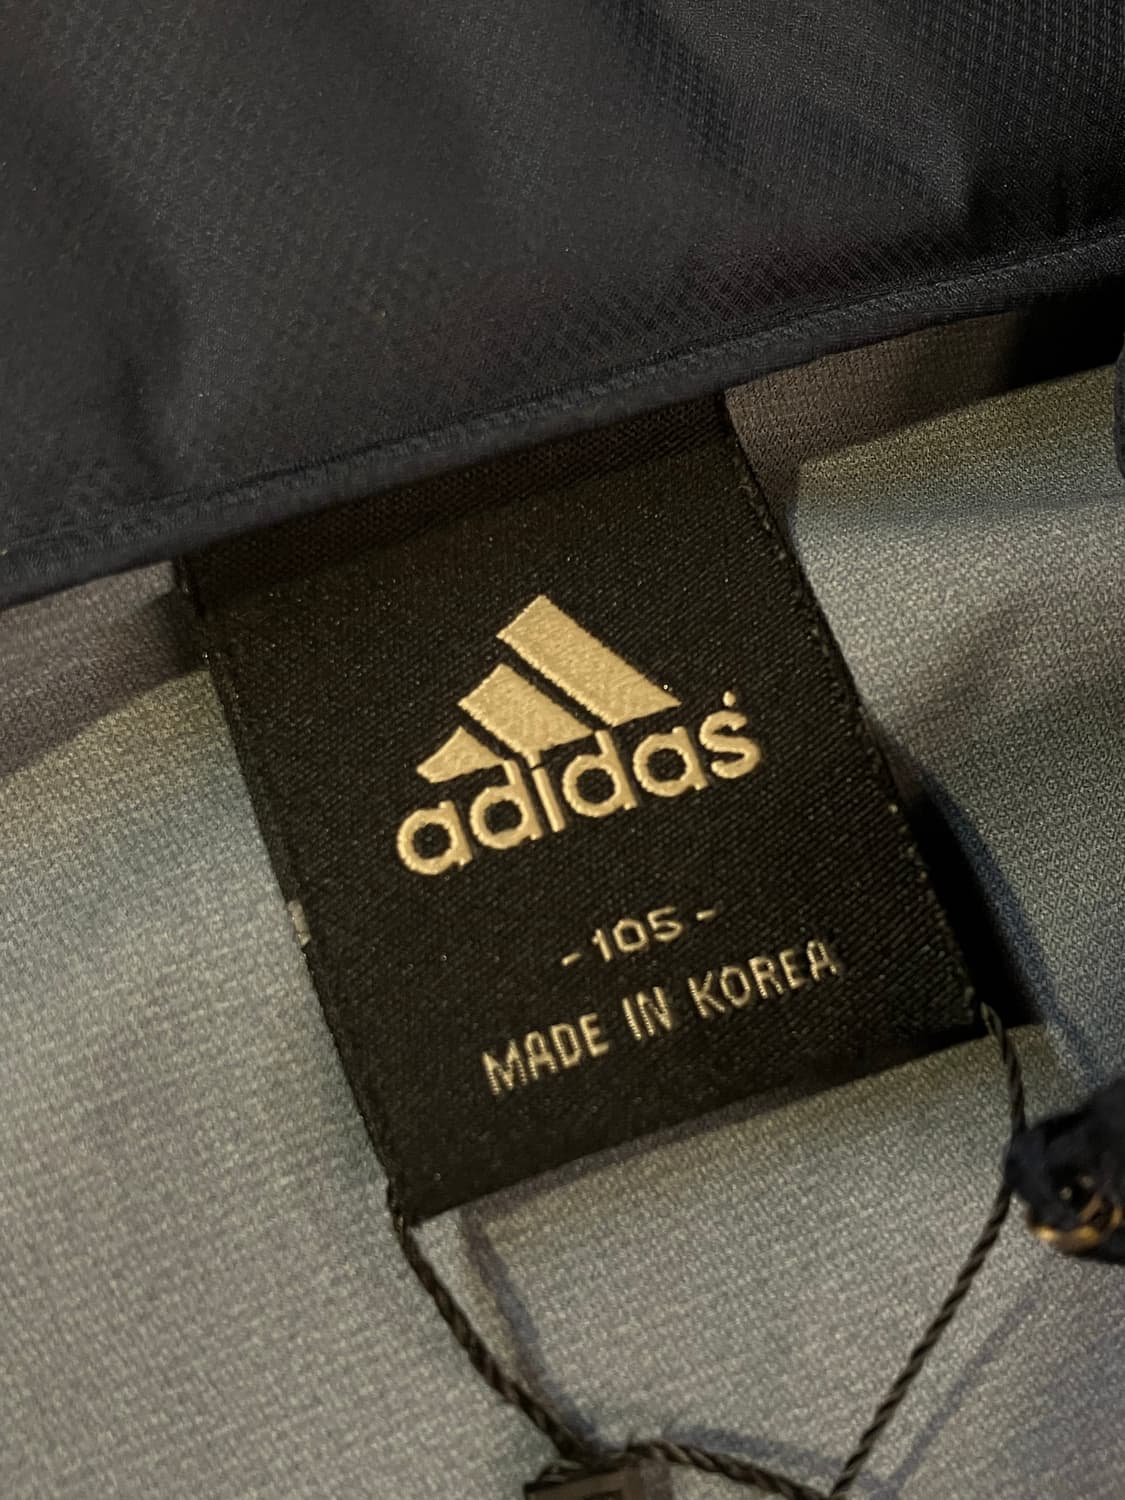 adidas
- 105 -
MADE IN KOREA